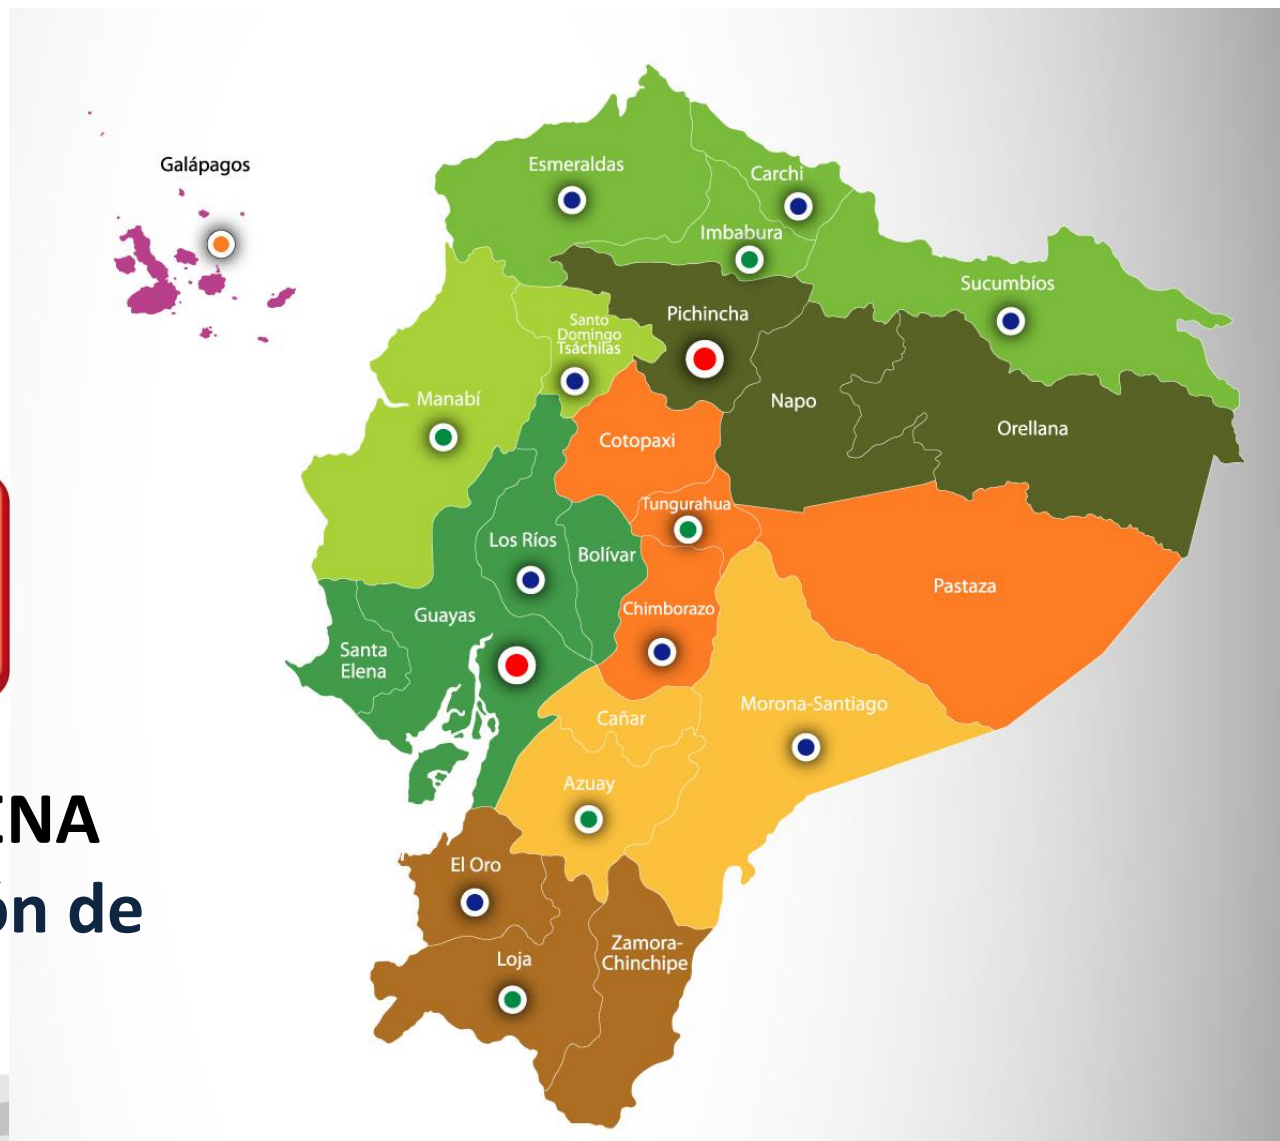 Galápagos
Esmeraldas
Carchi
Imbabura
Sucumbíos
Pichincha
Santo
Domingo
Tsáchilas
Manabí
Napo
Orellana
Cotopaxi
Tungurahua
Los Ríos
Bolívar
Pastaza
Chimborazo
Guayas
Santa
Elena
Morona-Santiago
Cañar
Azuay
El Oro
Zamora-
Chinchipe
Loja
ón de